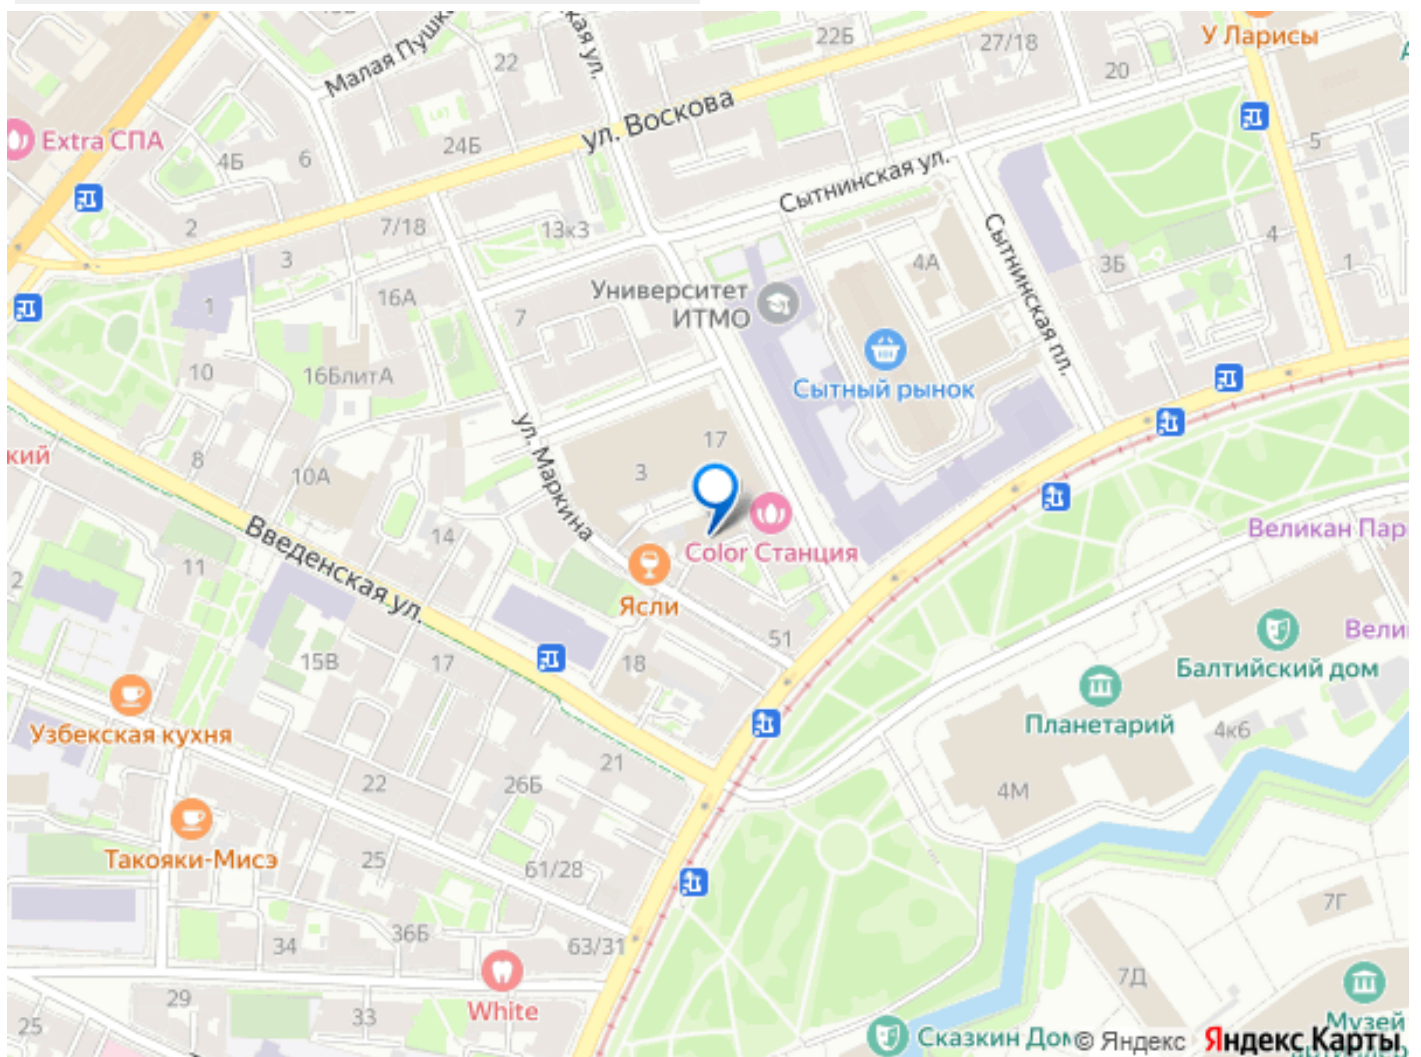 Малая Пушк
кая ул.
22
22Б
27/18
У Ларисы
20
Extra СПА
4Б
6
24Б
ул. Воскова
5
Сытнинская ул.
2
7/18
13к3
3
4А
Сытнинская пл.
3Б
4
1
1
16А
7
Университет
ИТМО
10
16БлитА
Сытный рынок
кий
8
10А
ул. Маркина
17
3
14
Color Станция
Великан Пар
Введенская ул.
11
2
Ясли
15В
17
18
51
Балтийский дом
Вели
Планетарий
4к6
Узбекская кухня
22
26Б
21
4М
Такояки-Мисэ
25
61/28
34
36Б
63/31
7Г
7Д
29
33
25
White
Сказкин Дом
© Яндекс
Яндекс Карты
Музей